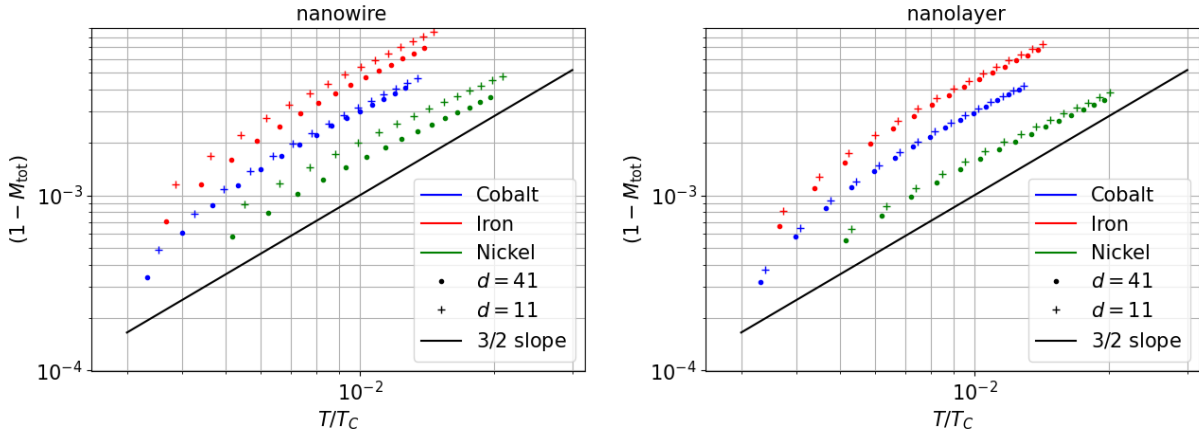 nanowire
(1 − M_tot)
10⁻³
10⁻⁴
Cobalt
Iron
Nickel
d = 41
d = 11
3/2 slope
10⁻²
T/T_C
nanolayer
(1 − M_tot)
10⁻³
10⁻⁴
Cobalt
Iron
Nickel
d = 41
d = 11
3/2 slope
10⁻²
T/T_C